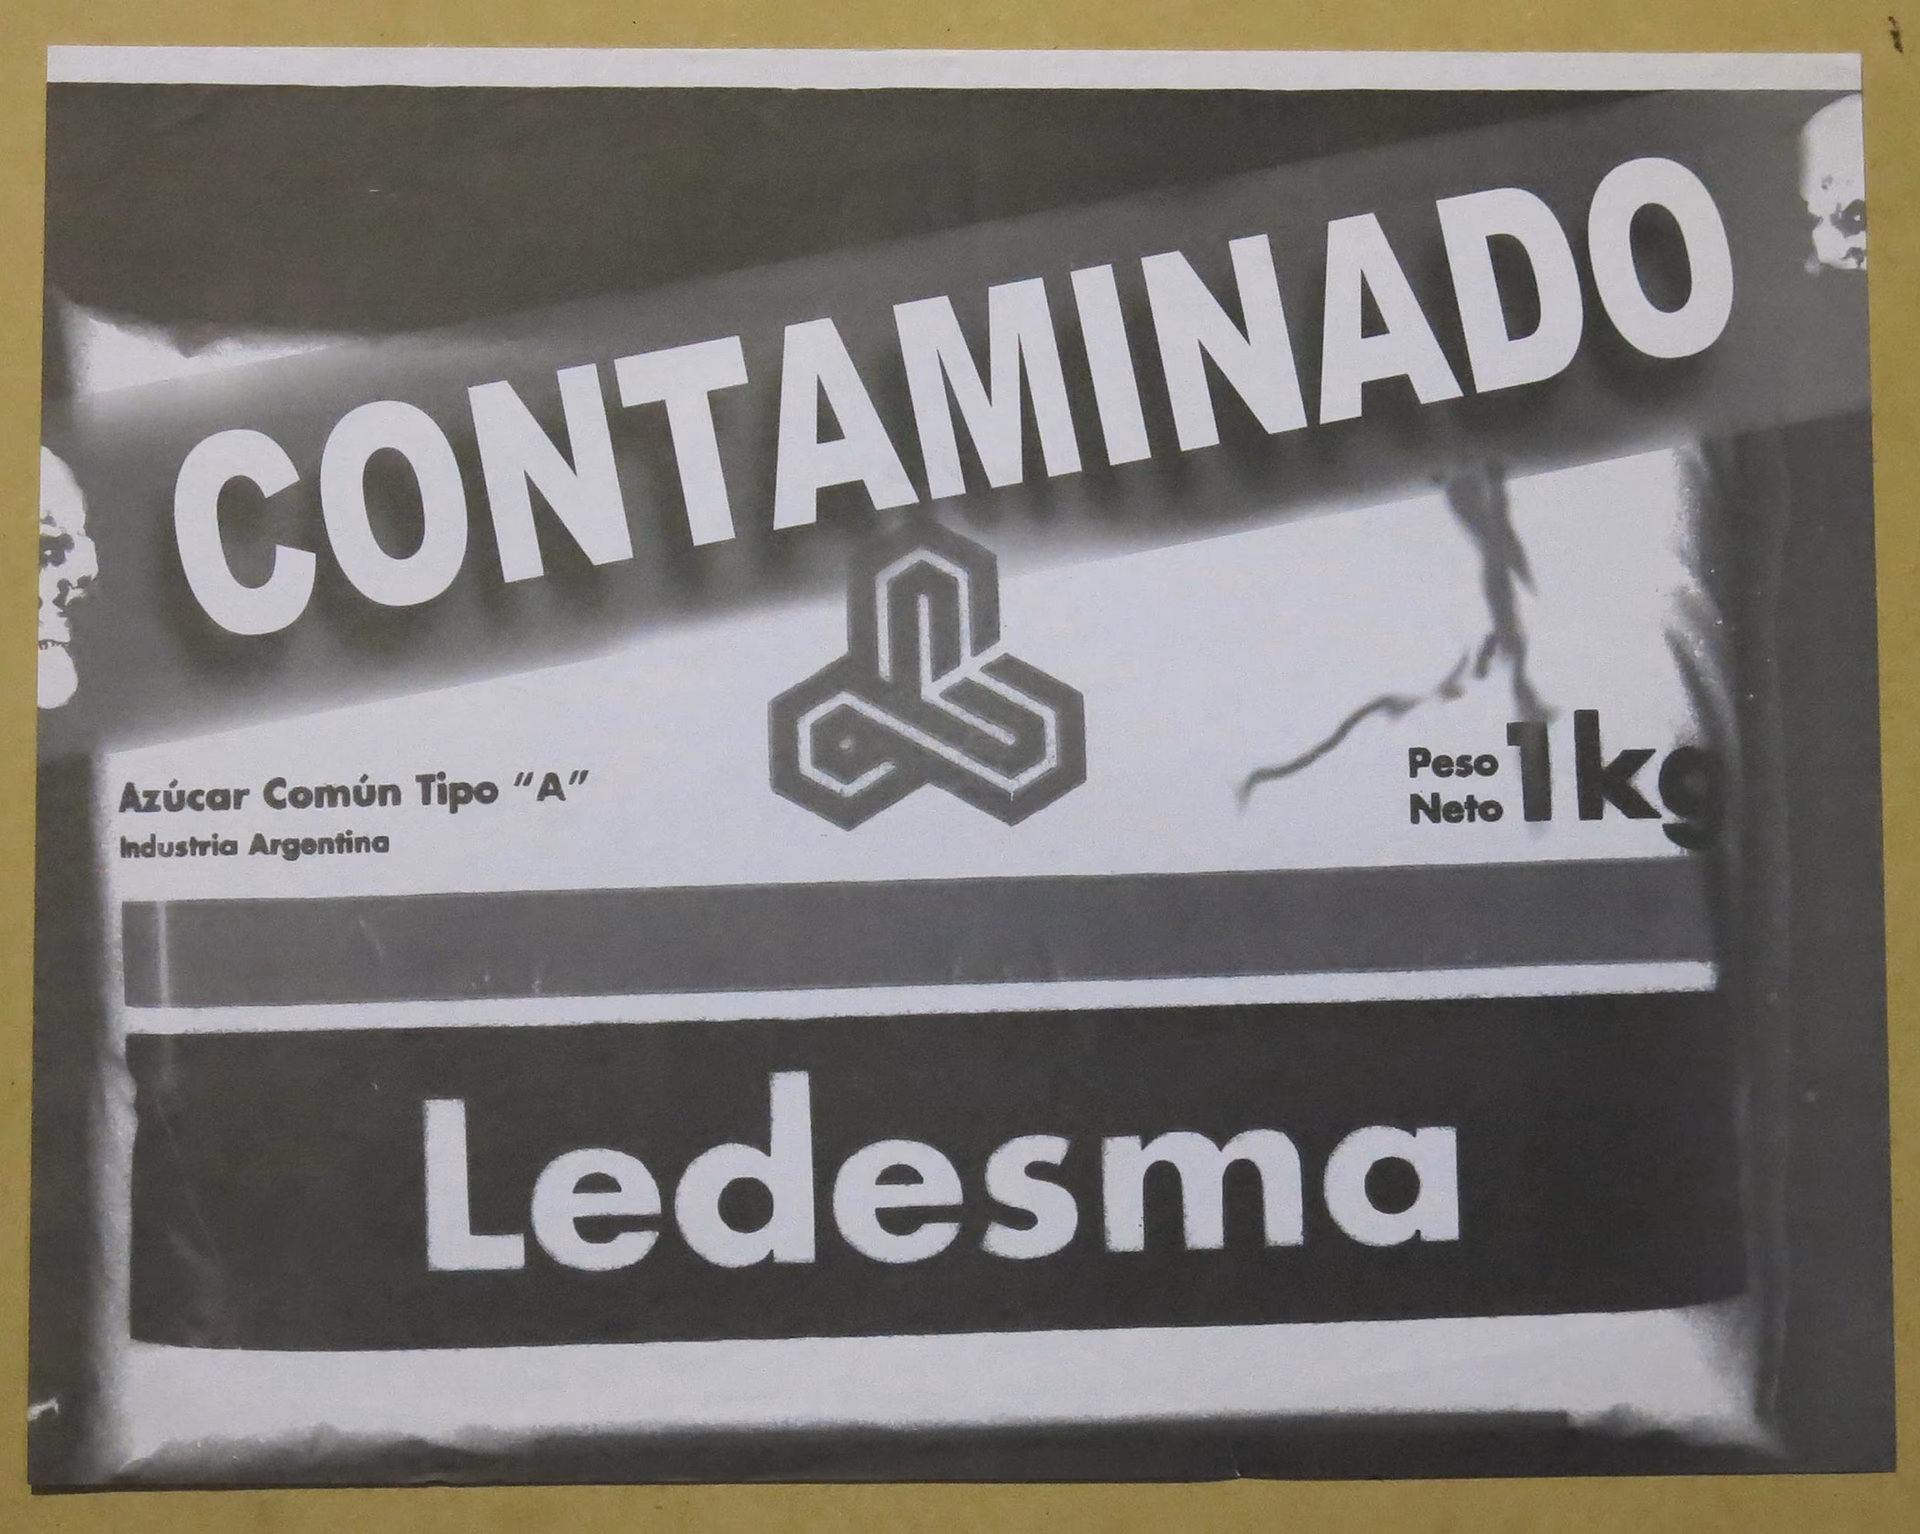 CONTAMINADO
Azúcar Común Tipo “A”
Industria Argentina
Peso
Neto 1kg
Ledesma